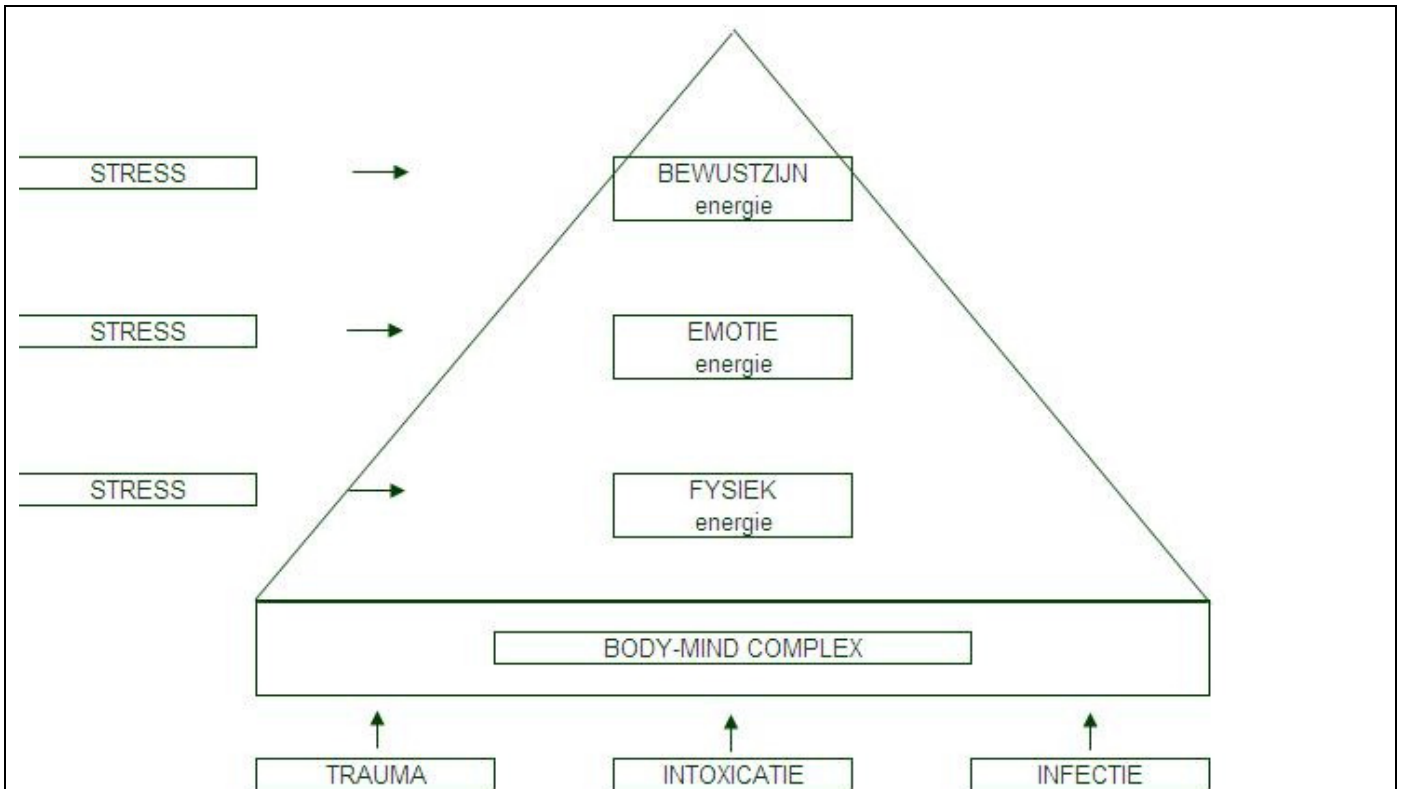 STRESS
BEWUSTZIJN
energie
STRESS
EMOTIE
energie
STRESS
FYSIEK
energie
BODY-MIND COMPLEX
TRAUMA
INTOXICATIE
INFECTIE